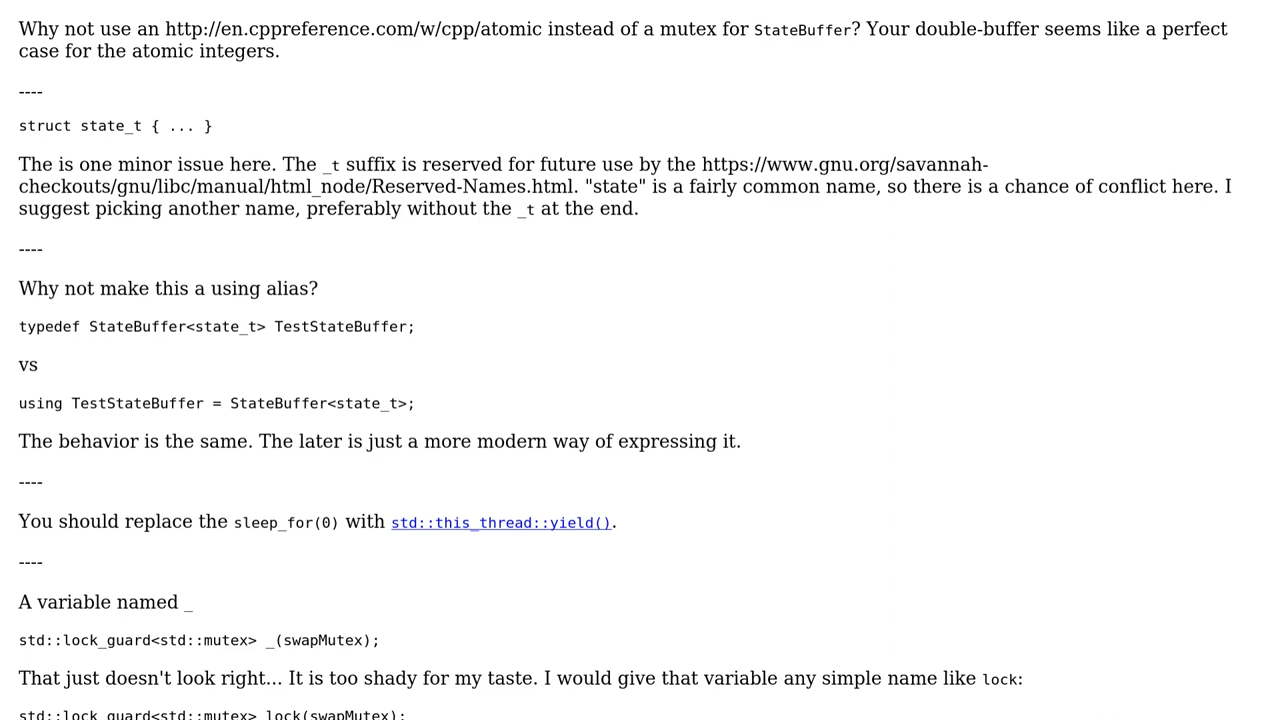 Why not use an http://en.cppreference.com/w/cpp/atomic instead of a mutex for StateBuffer? Your double-buffer seems like a perfect
case for the atomic integers.
----
struct state_t { ... }
The is one minor issue here. The _t suffix is reserved for future use by the https://www.gnu.org/savannah-
checkouts/gnu/libc/manual/html_node/Reserved-Names.html. "state" is a fairly common name, so there is a chance of conflict here. I
suggest picking another name, preferably without the _t at the end.
----
Why not make this a using alias?
typedef StateBuffer<state_t> TestStateBuffer;
vs
using TestStateBuffer = StateBuffer<state_t>;
The behavior is the same. The later is just a more modern way of expressing it.
----
You should replace the sleep_for(0) with std::this_thread::yield().
----
A variable named _
std::lock_guard<std::mutex> _(swapMutex);
That just doesn't look right... It is too shady for my taste. I would give that variable any simple name like lock:
std::lock_guard<std::mutex> lock(swapMutex);